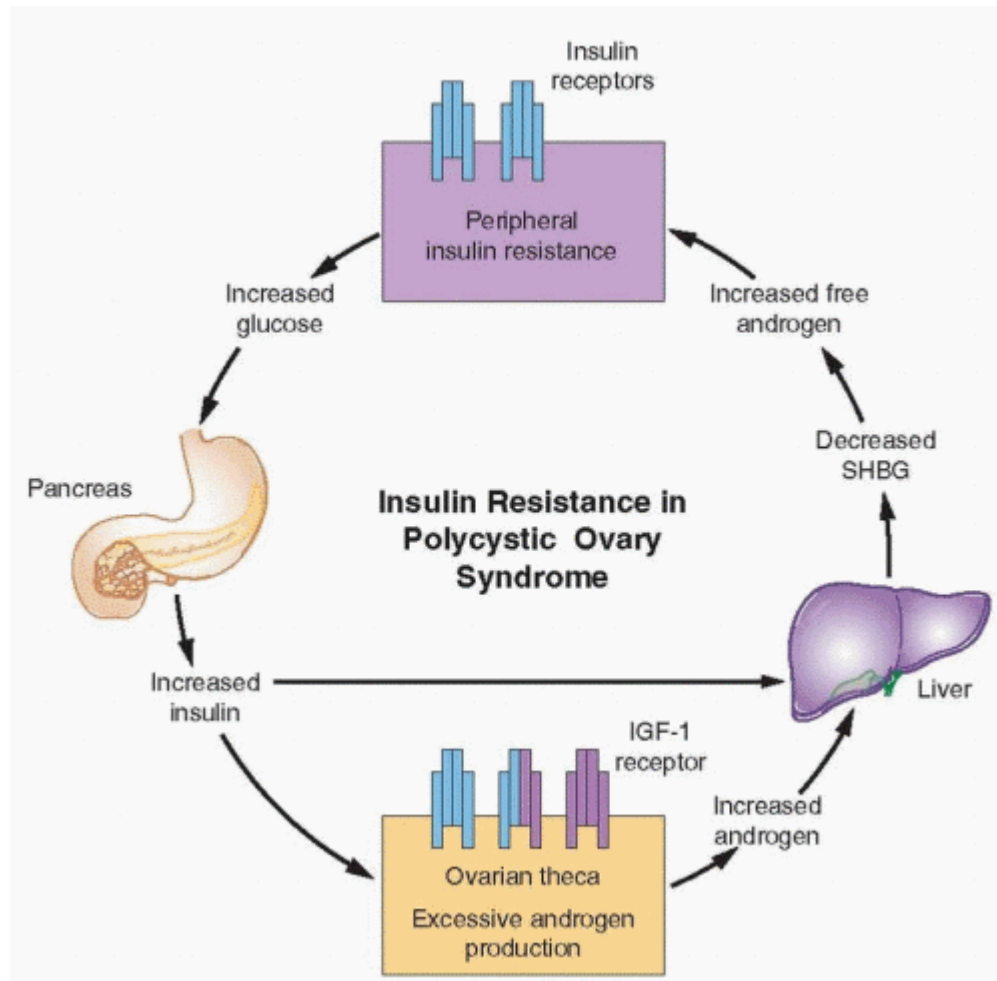 Insulin
receptors
Peripheral
insulin resistance
Increased
glucose
Increased free
androgen
Decreased
SHBG
Pancreas
Insulin Resistance in
Polycystic Ovary
Syndrome
Increased
insulin
Liver
IGF-1
receptor
Increased
androgen
Ovarian theca
Excessive androgen
production